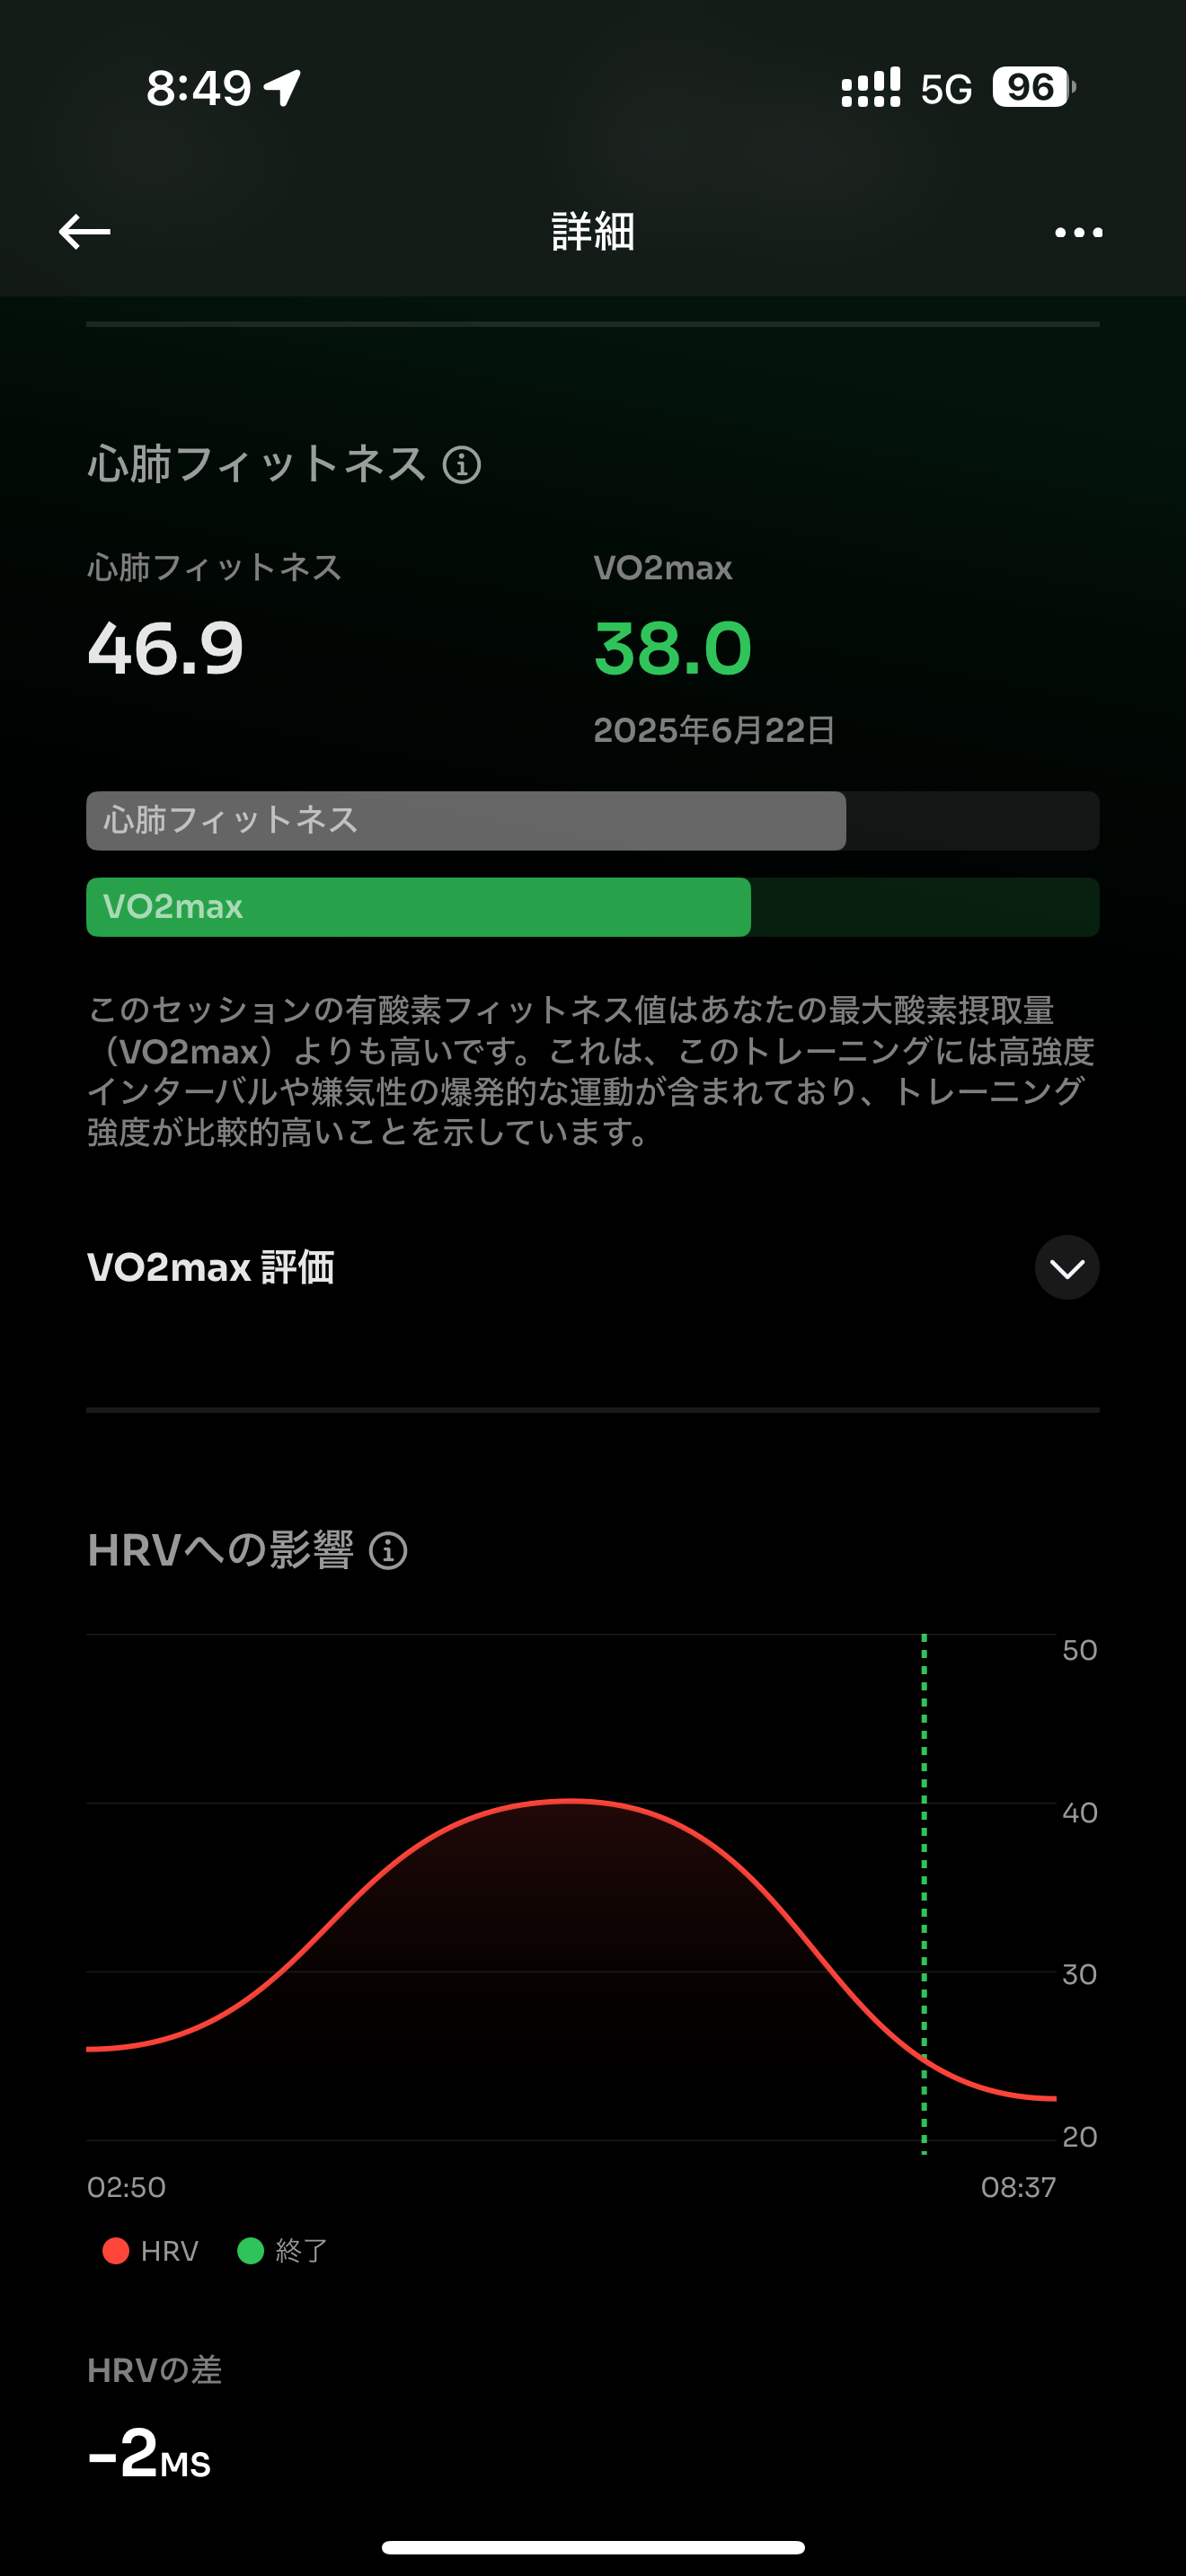 8:49 5G 96
詳細
心肺フィットネス
心肺フィットネス VO2max
46.9 38.0
2025年6月22日
心肺フィットネス
VO2max
このセッションの有酸素フィットネス値はあなたの最大酸素摂取量
（VO2max）よりも高いです。これは、このトレーニングには高強度
インターバルや嫌気性の爆発的な運動が含まれており、トレーニング
強度が比較的高いことを示しています。
VO2max 評価
HRVへの影響
50
40
30
20
02:50 08:37
HRV 終了
HRVの差
-2MS